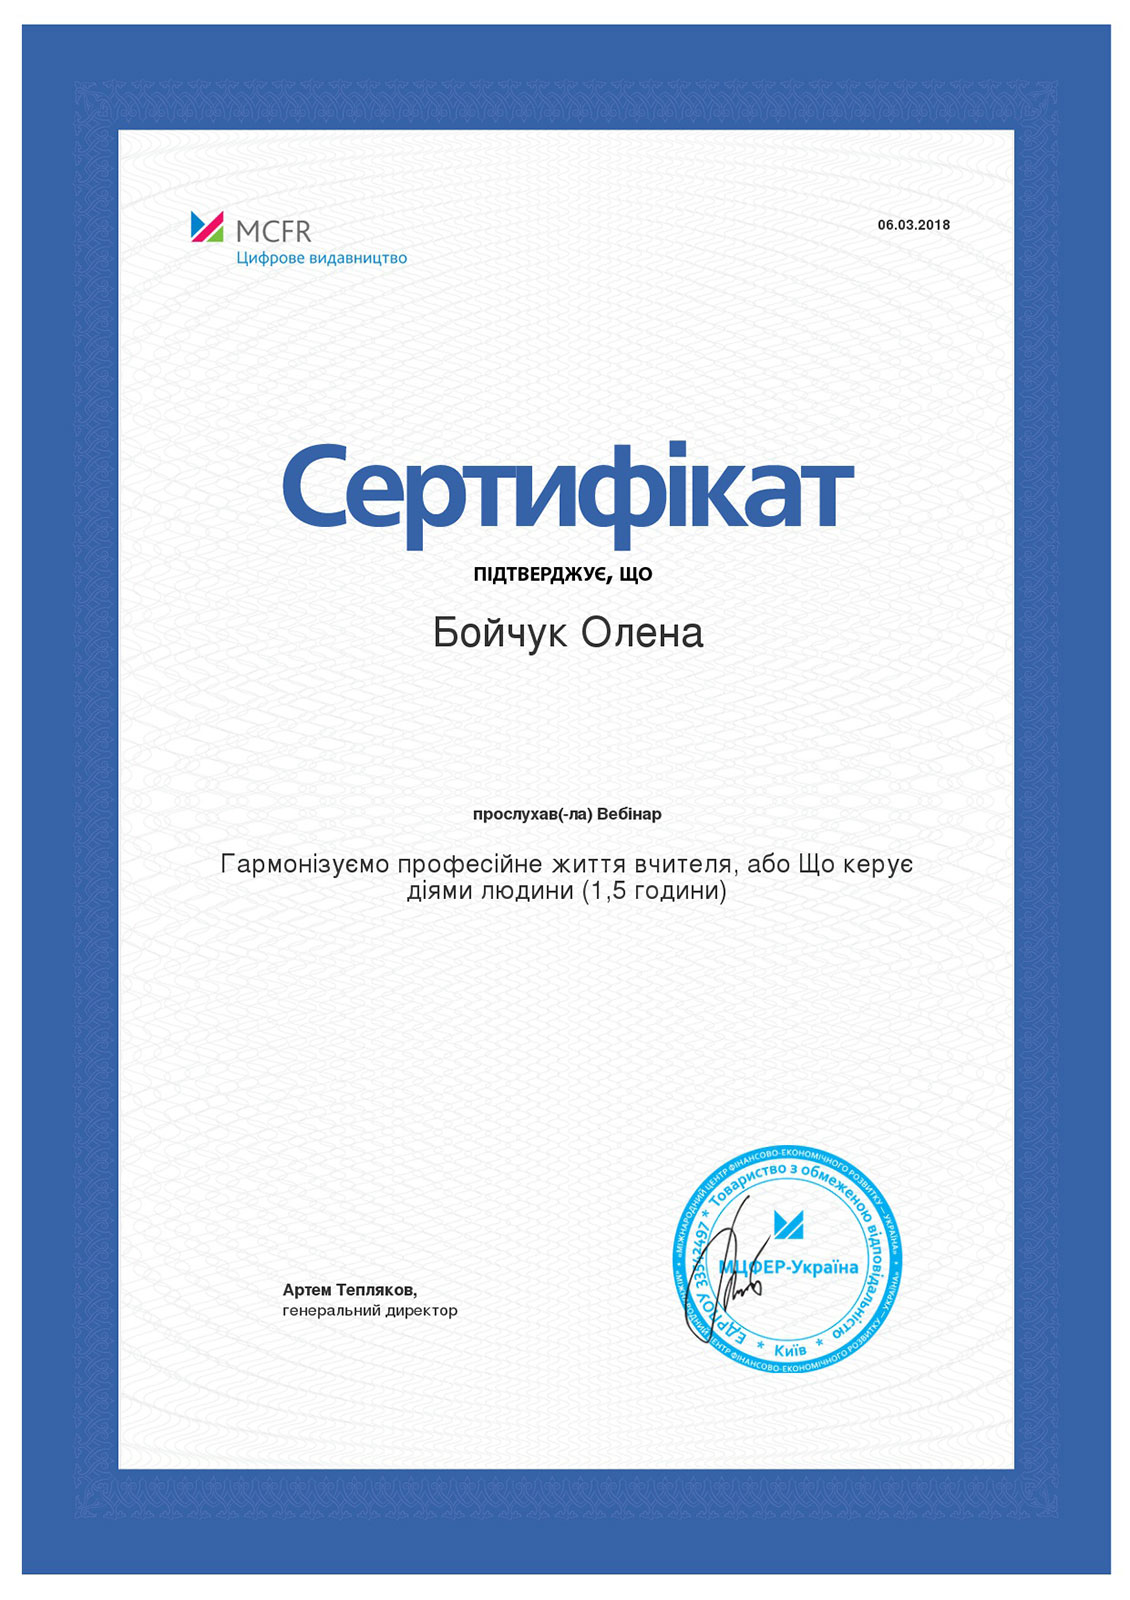 MCFR
Цифрове видавництво
06.03.2018
Сертифікат
ПІДТВЕРДЖУЄ, ЩО
Бойчук Олена
прослухав(-ла) Вебінар
Гармонізуємо професійне життя вчителя, або Що керує
діями людини (1,5 години)
Артем Тепляков,
генеральний директор
«МІЖНАРОДНИЙ ЦЕНТР ФІНАНСОВО-ЕКОНОМІЧНОГО РОЗВИТКУ — УКРАЇНА» *
«МІЖНАРОДНИЙ ЦЕНТР ФІНАНСОВО-ЕКОНОМІЧНОГО РОЗВИТКУ — УКРАЇНА» *
* Товариство з обмеженою відповідальністю *
Київ * ЄДРПОУ 33542497
МЦФЕР-Україна